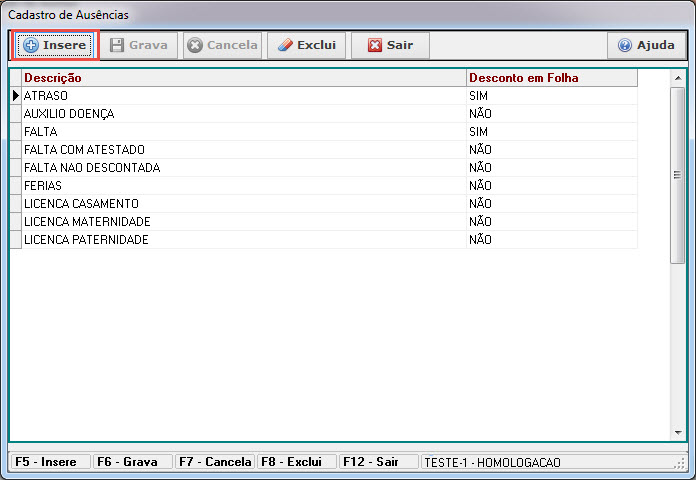 Cadastro de Ausências
Insere Grava Cancela Exclui Sair Ajuda
Descrição Desconto em Folha
ATRASO SIM
AUXILIO DOENÇA NÃO
FALTA SIM
FALTA COM ATESTADO NÃO
FALTA NAO DESCONTADA NÃO
FERIAS NÃO
LICENCA CASAMENTO NÃO
LICENCA MATERNIDADE NÃO
LICENCA PATERNIDADE NÃO
F5 - Insere F6 - Grava F7 - Cancela F8 - Exclui F12 - Sair TESTE-1 - HOMOLOGACAO